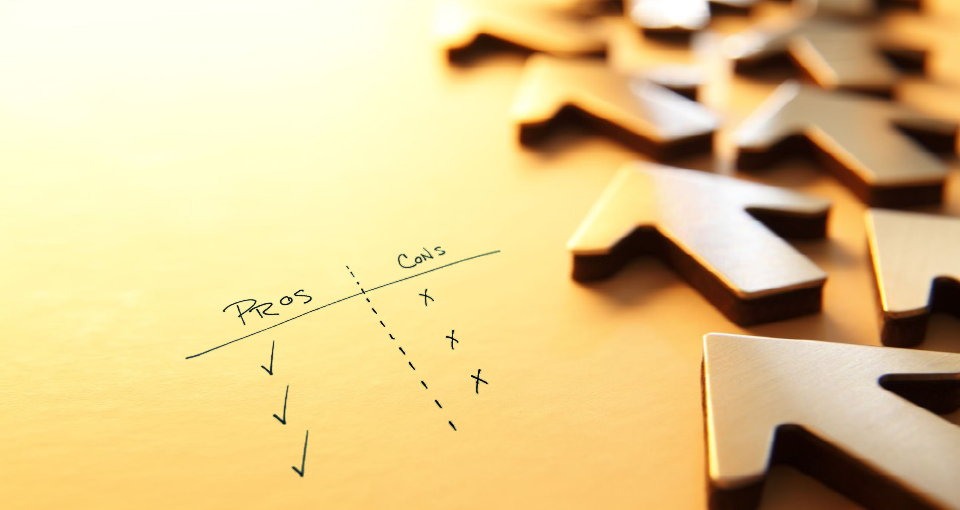 PROS CONS
✓ x
✓ x
✓ x